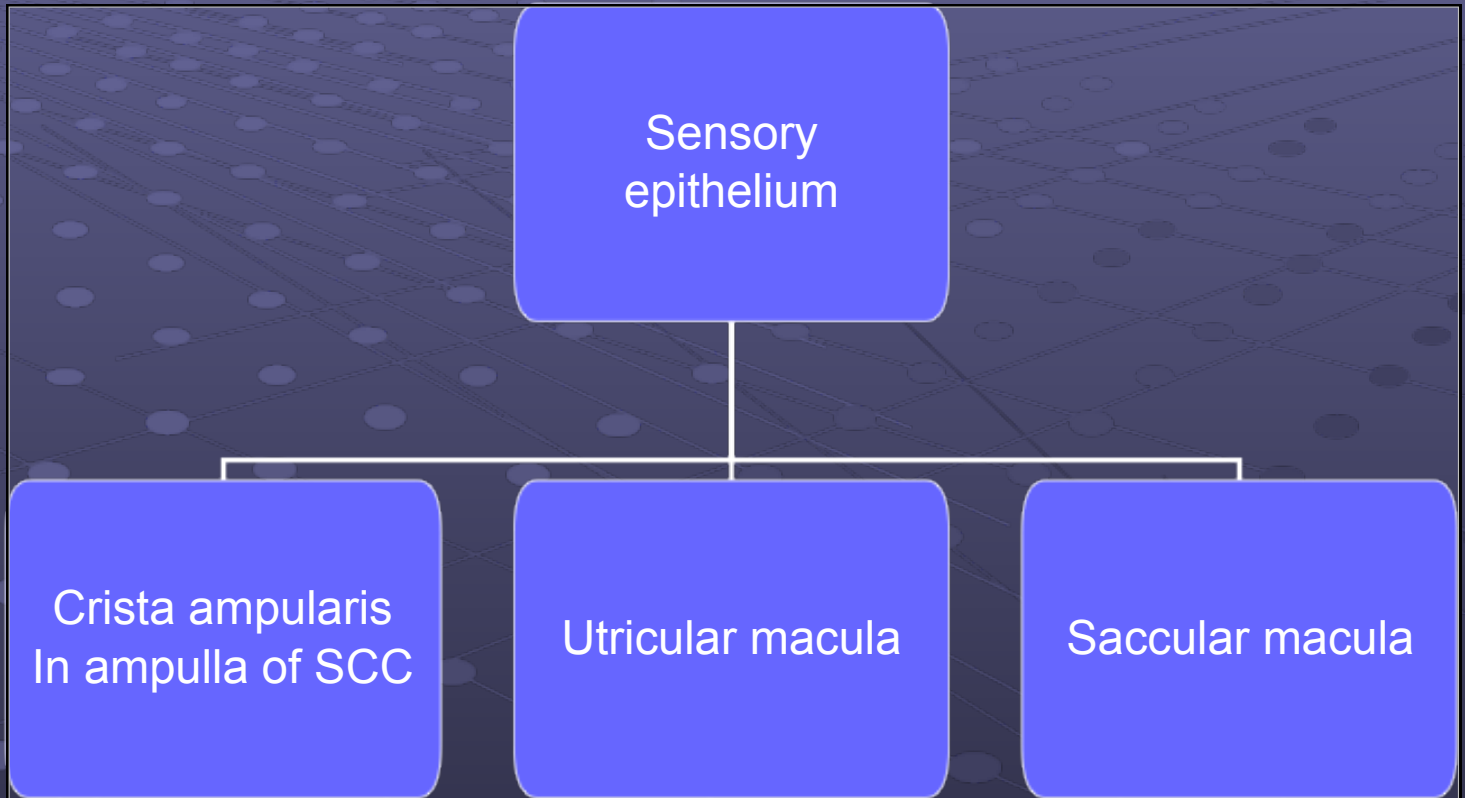 Sensory
epithelium
Crista ampularis
In ampulla of SCC
Utricular macula
Saccular macula